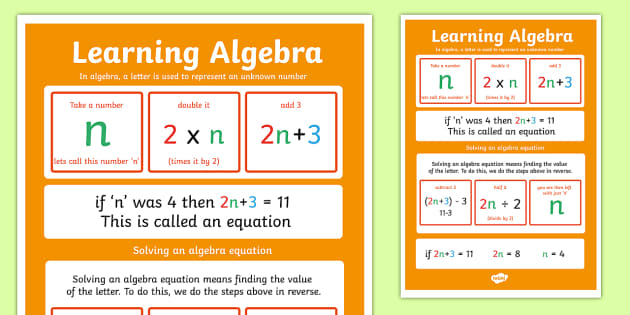 Learning Algebra
In algebra, a letter is used to represent an unknown number
Take a number
n
lets call this number 'n'
double it
2 x n
(times it by 2)
add 3
2n+3
if 'n' was 4 then 2n+3 = 11
This is called an equation
Solving an algebra equation
Solving an algebra equation means finding the value
of the letter. To do this, we do the steps above in reverse.
Learning Algebra
In algebra, a letter is used to represent an unknown number
Take a number
n
lets call this number 'n'
double it
2 x n
(times it by 2)
add 3
2n+3
if 'n' was 4 then 2n+3 = 11
This is called an equation
Solving an algebra equation
Solving an algebra equation means finding the value
of the letter. To do this, we do the steps above in reverse.
subtract 3
(2n+3) - 3
11-3
half it
2n ÷ 2
(divide by 2)
you are then left
with just 'n'
n
if 2n+3 = 11
2n = 8
n = 4